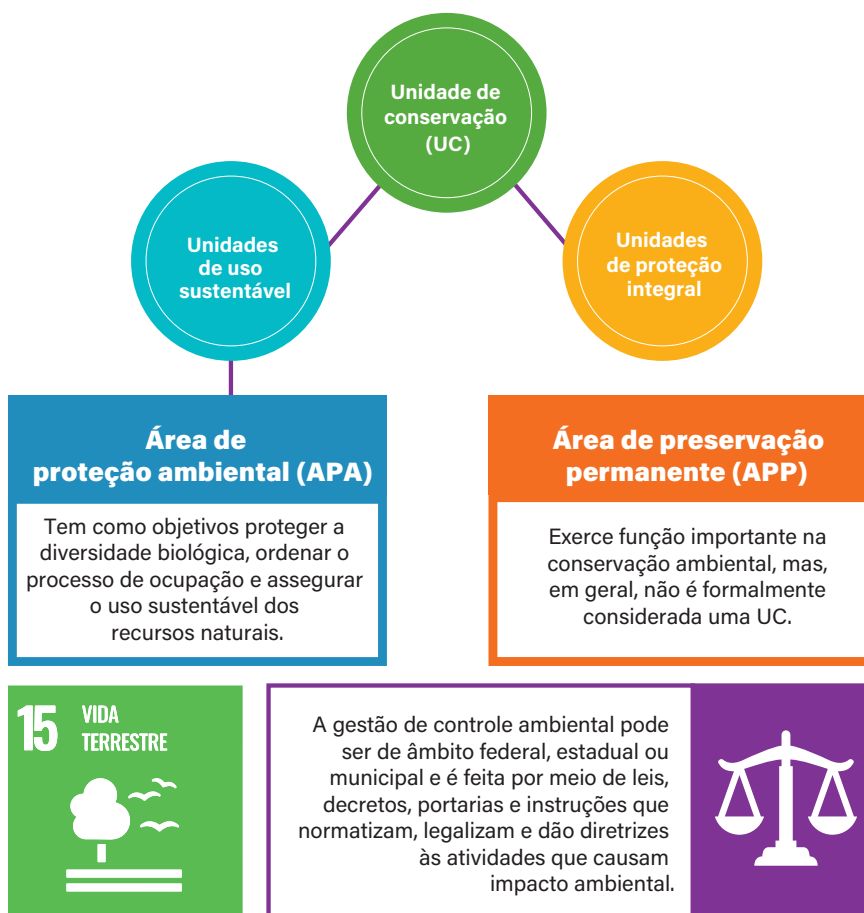 Unidade de
conservação
(UC)
Unidades
de uso
sustentável
Unidades
de proteção
integral
Área de
proteção ambiental (APA)
Tem como objetivos proteger a
diversidade biológica, ordenar o
processo de ocupação e assegurar
o uso sustentável dos
recursos naturais.
Área de preservação
permanente (APP)
Exerce função importante na
conservação ambiental, mas,
em geral, não é formalmente
considerada uma UC.
15 VIDA
TERRESTRE
A gestão de controle ambiental pode
ser de âmbito federal, estadual ou
municipal e é feita por meio de leis,
decretos, portarias e instruções que
normatizam, legalizam e dão diretrizes
às atividades que causam
impacto ambiental.